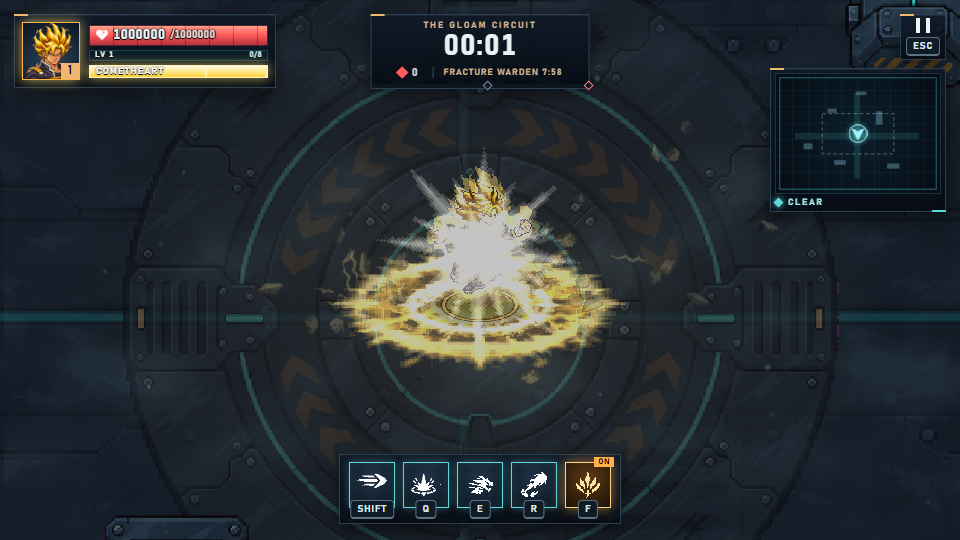 1000000 /1000000
LV 1
0/8
1
COMETHEART
THE GLOAM CIRCUIT
00:01
0
FRACTURE WARDEN 7:58
ESC
CLEAR
ON
SHIFT
Q
E
R
F